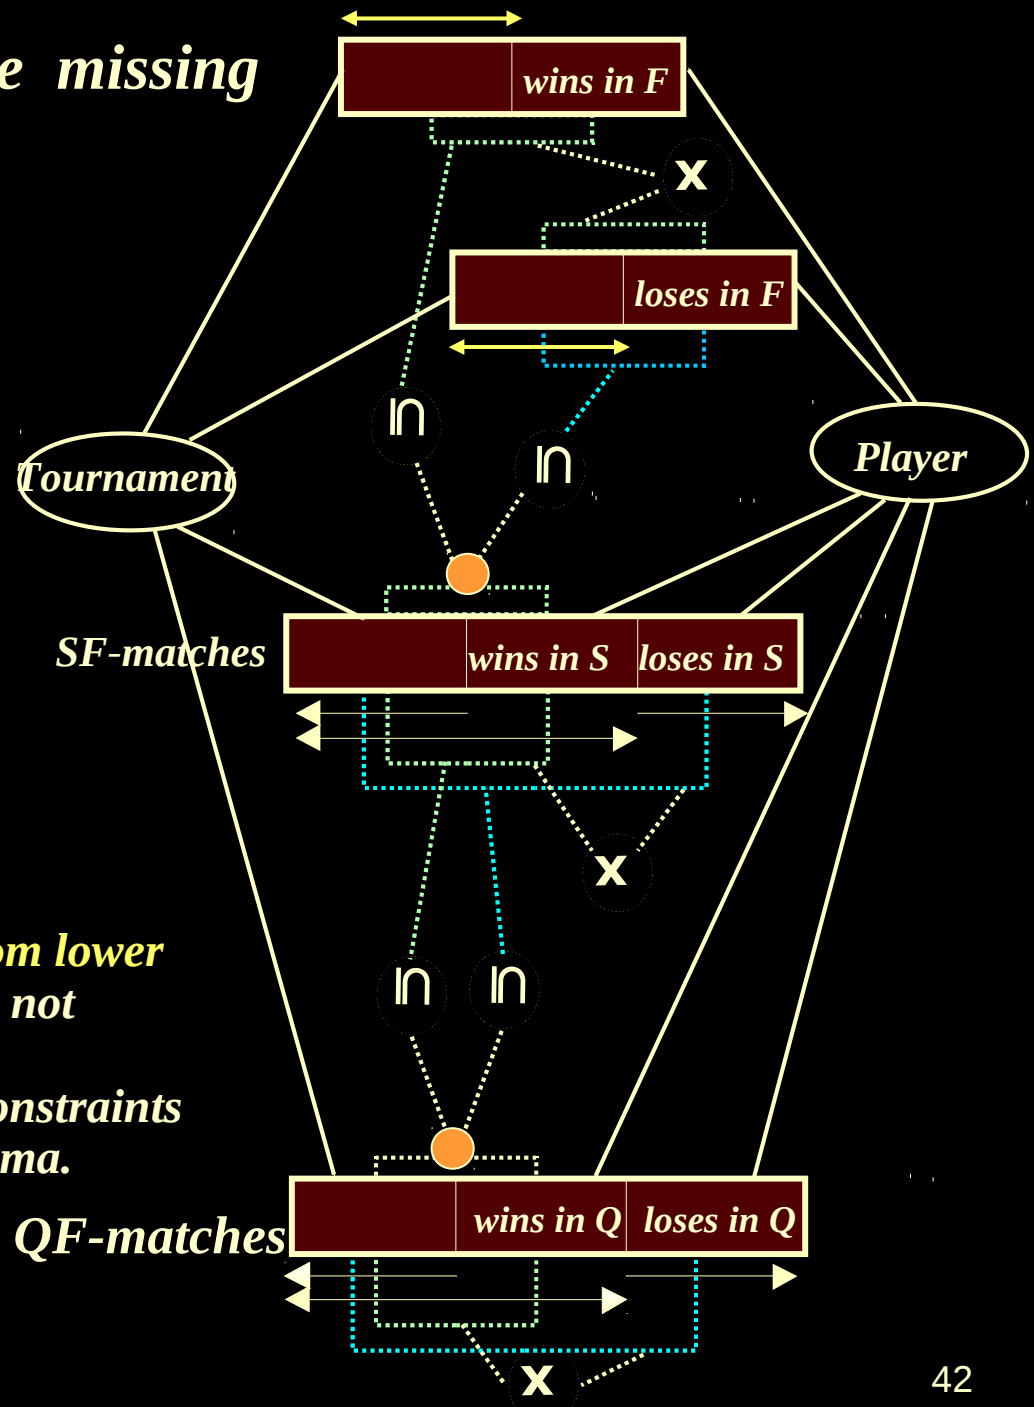 e missing
wins in F
x
loses in F
Tournament
Player
SF-matches
wins in S
loses in S
x
om lower
not
onstraints
ma.
QF-matches
wins in Q
loses in Q
x
42